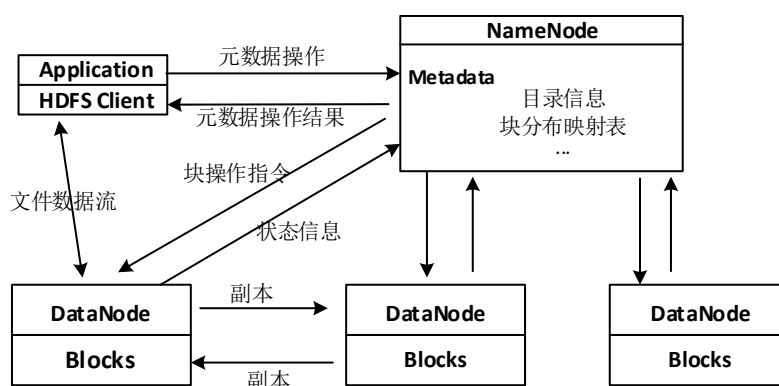 NameNode
元数据操作
Application
HDFS Client
Metadata
目录信息
块分布映射表
...
元数据操作结果
块操作指令
文件数据流
状态信息
DataNode
副本
DataNode
DataNode
Blocks
副本
Blocks
Blocks